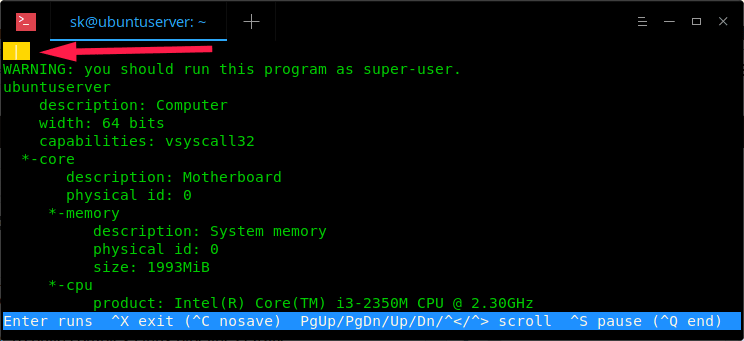 >_ sk@ubuntuserver: ~
|
WARNING: you should run this program as super-user.
ubuntuserver
description: Computer
width: 64 bits
capabilities: vsyscall32
*-core
description: Motherboard
physical id: 0
*-memory
description: System memory
physical id: 0
size: 1993MiB
*-cpu
product: Intel(R) Core(TM) i3-2350M CPU @ 2.30GHz
Enter runs ^X exit (^C nosave) PgUp/PgDn/Up/Dn/^</^> scroll ^S pause (^Q end)